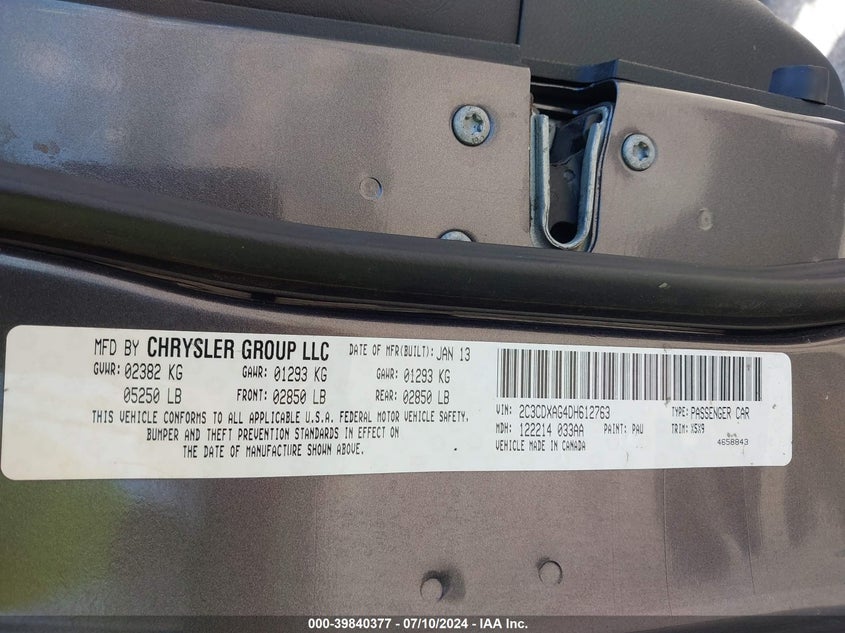 MFD BY CHRYSLER GROUP LLC DATE OF MFR(BUILT): JAN 13
GVWR: 02382 KG GAWR: 01293 KG GAWR: 01293 KG
05250 LB FRONT: 02850 LB REAR: 02850 LB
THIS VEHICLE CONFORMS TO ALL APPLICABLE U.S.A. FEDERAL MOTOR VEHICLE SAFETY,
BUMPER AND THEFT PREVENTION STANDARDS IN EFFECT ON
THE DATE OF MANUFACTURE SHOWN ABOVE.
VIN: 2C3CDXAG4DH612763 TYPE: PASSENGER CAR
MDH: 122214 033AA PAINT: PAU TRIM: X5X9
VEHICLE MADE IN CANADA 4658843
000-39840377 - 07/10/2024 - IAA Inc.